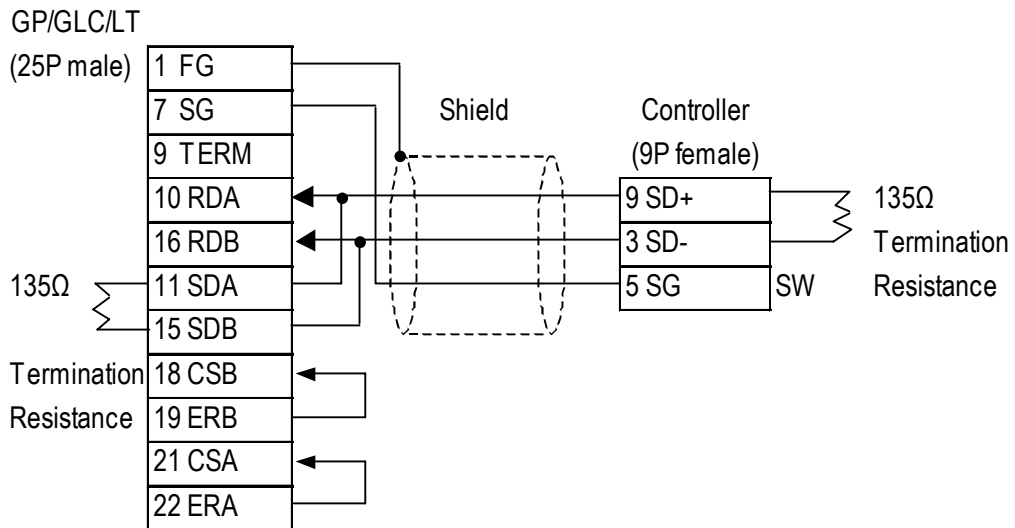 GP/GLC/LT
(25P male)
1 FG
7 SG
9 TERM
10 RDA
16 RDB
11 SDA
15 SDB
18 CSB
19 ERB
21 CSA
22 ERA
135Ω
Termination
Resistance
Shield
Controller
(9P female)
9 SD+
3 SD-
5 SG
SW
135Ω
Termination
Resistance